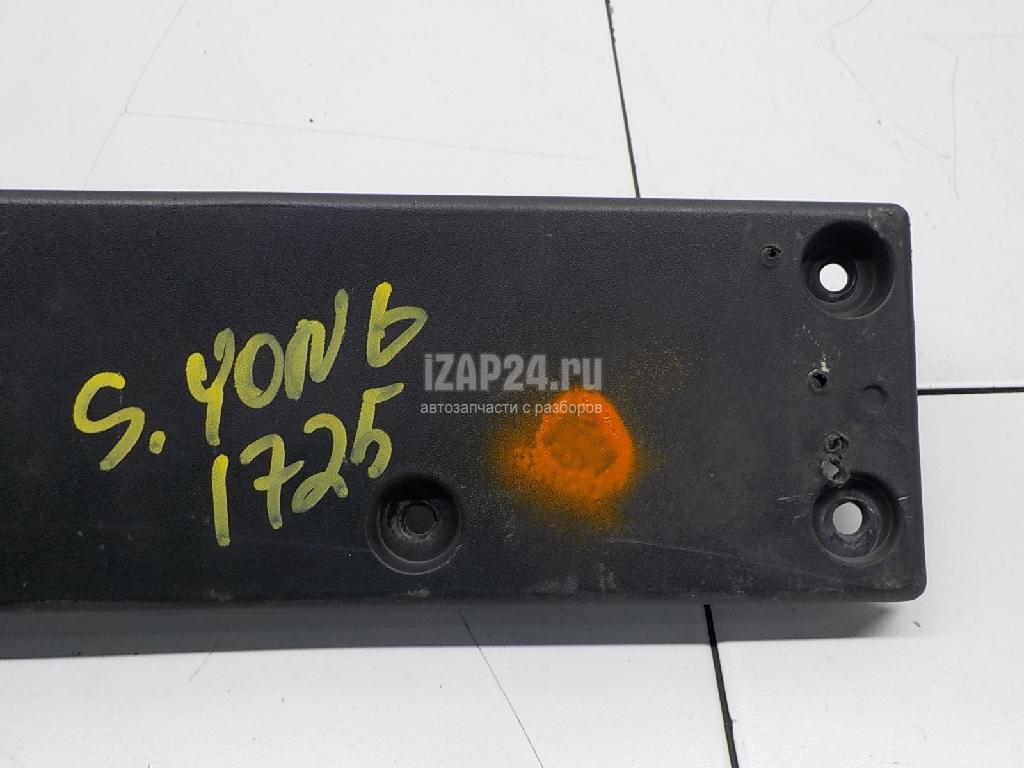 S. YONG
1725
iZAP24.ru
автозапчасти с разборов